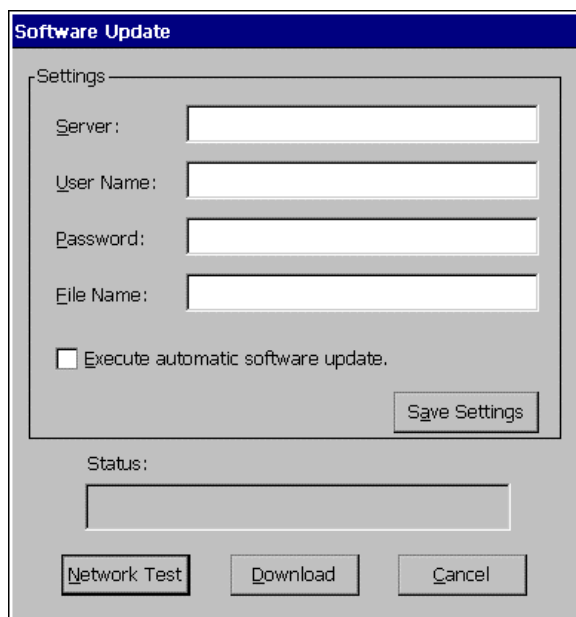 Software Update
Settings
Server:
User Name:
Password:
File Name:
Execute automatic software update.
Save Settings
Status:
Network Test
Download
Cancel